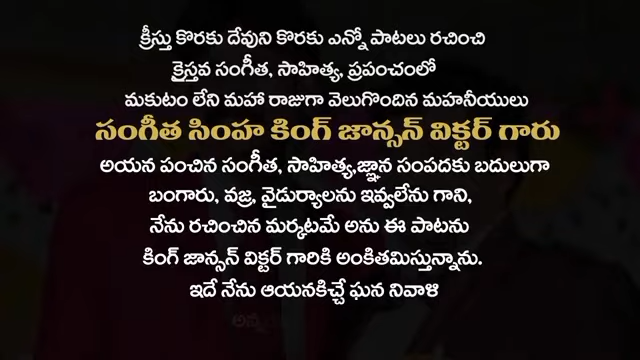 క్రీస్తు కొరకు దేవుని కొరకు ఎన్నో పాటలు రచించి
క్రైస్తవ సంగీత, సాహిత్య, ప్రపంచంలో
మకుటం లేని మహా రాజుగా వెలుగొందిన మహనీయులు
సంగీత సింహ కింగ్ జాన్సన్ విక్టర్ గారు
అయన పంచిన సంగీత, సాహిత్య,జ్ఞాన సంపదకు బదులుగా
బంగారు, వజ్ర, వైడుర్యాలను ఇవ్వలేను గాని,
నేను రచించిన మర్కటమే అను ఈ పాటను
కింగ్ జాన్సన్ విక్టర్ గారికి అంకితమిస్తున్నాను.
ఇదే నేను ఆయనకిచ్చే ఘన నివాళి